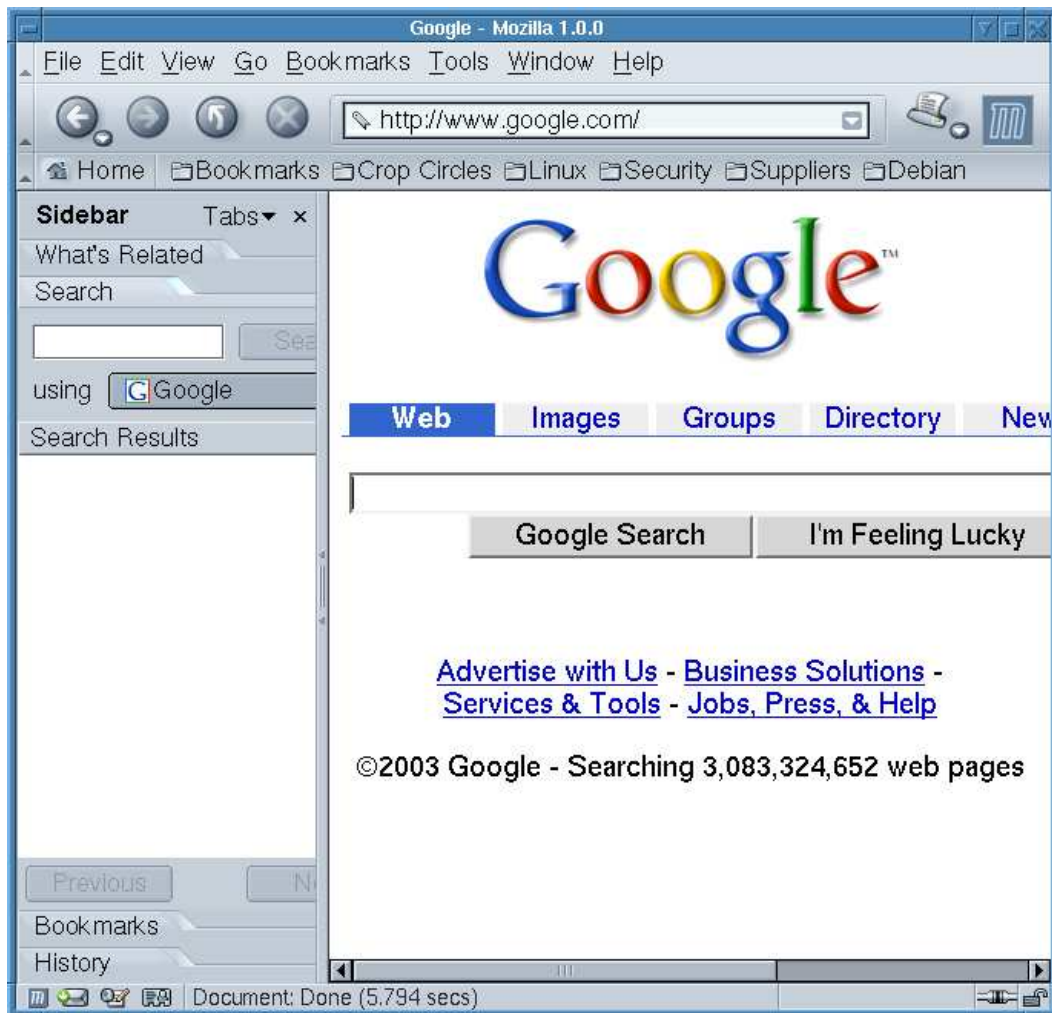 Google - Mozilla 1.0.0
File Edit View Go Bookmarks Tools Window Help
http://www.google.com/
Home Bookmarks Crop Circles Linux Security Suppliers Debian
Sidebar Tabs ×
What's Related
Search
Sea
using Google
Search Results
Previous N
Bookmarks
History
Google™
Web Images Groups Directory New
Google Search I'm Feeling Lucky
Advertise with Us - Business Solutions -
Services & Tools - Jobs, Press, & Help
©2003 Google - Searching 3,083,324,652 web pages
Document: Done (5.794 secs)